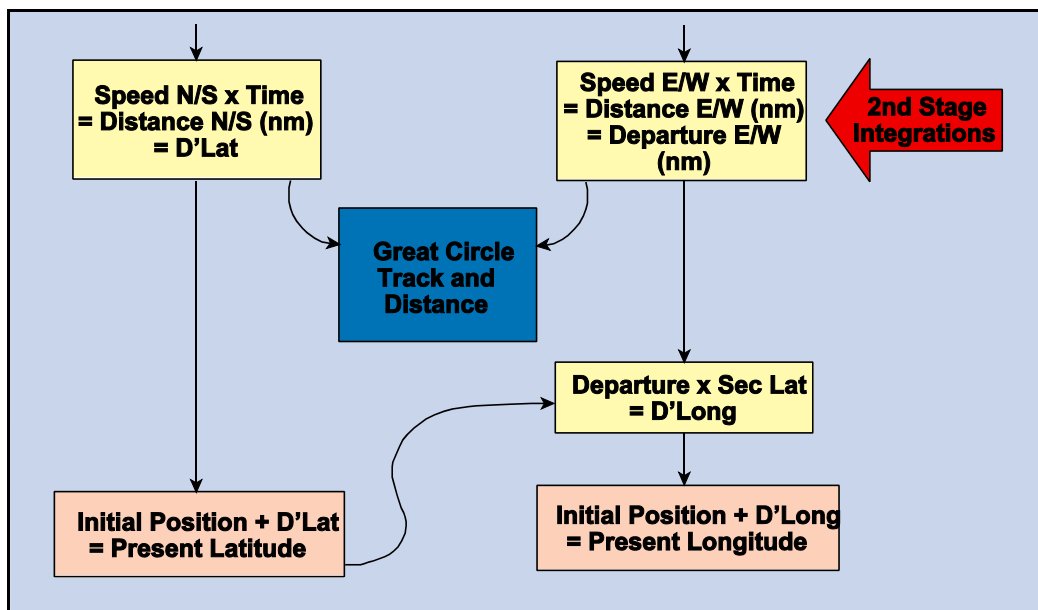 Speed N/S x Time
= Distance N/S (nm)
= D'Lat
Speed E/W x Time
= Distance E/W (nm)
= Departure E/W
(nm)
2nd Stage
Integrations
Great Circle
Track and
Distance
Departure x Sec Lat
= D'Long
Initial Position + D'Lat
= Present Latitude
Initial Position + D'Long
= Present Longitude